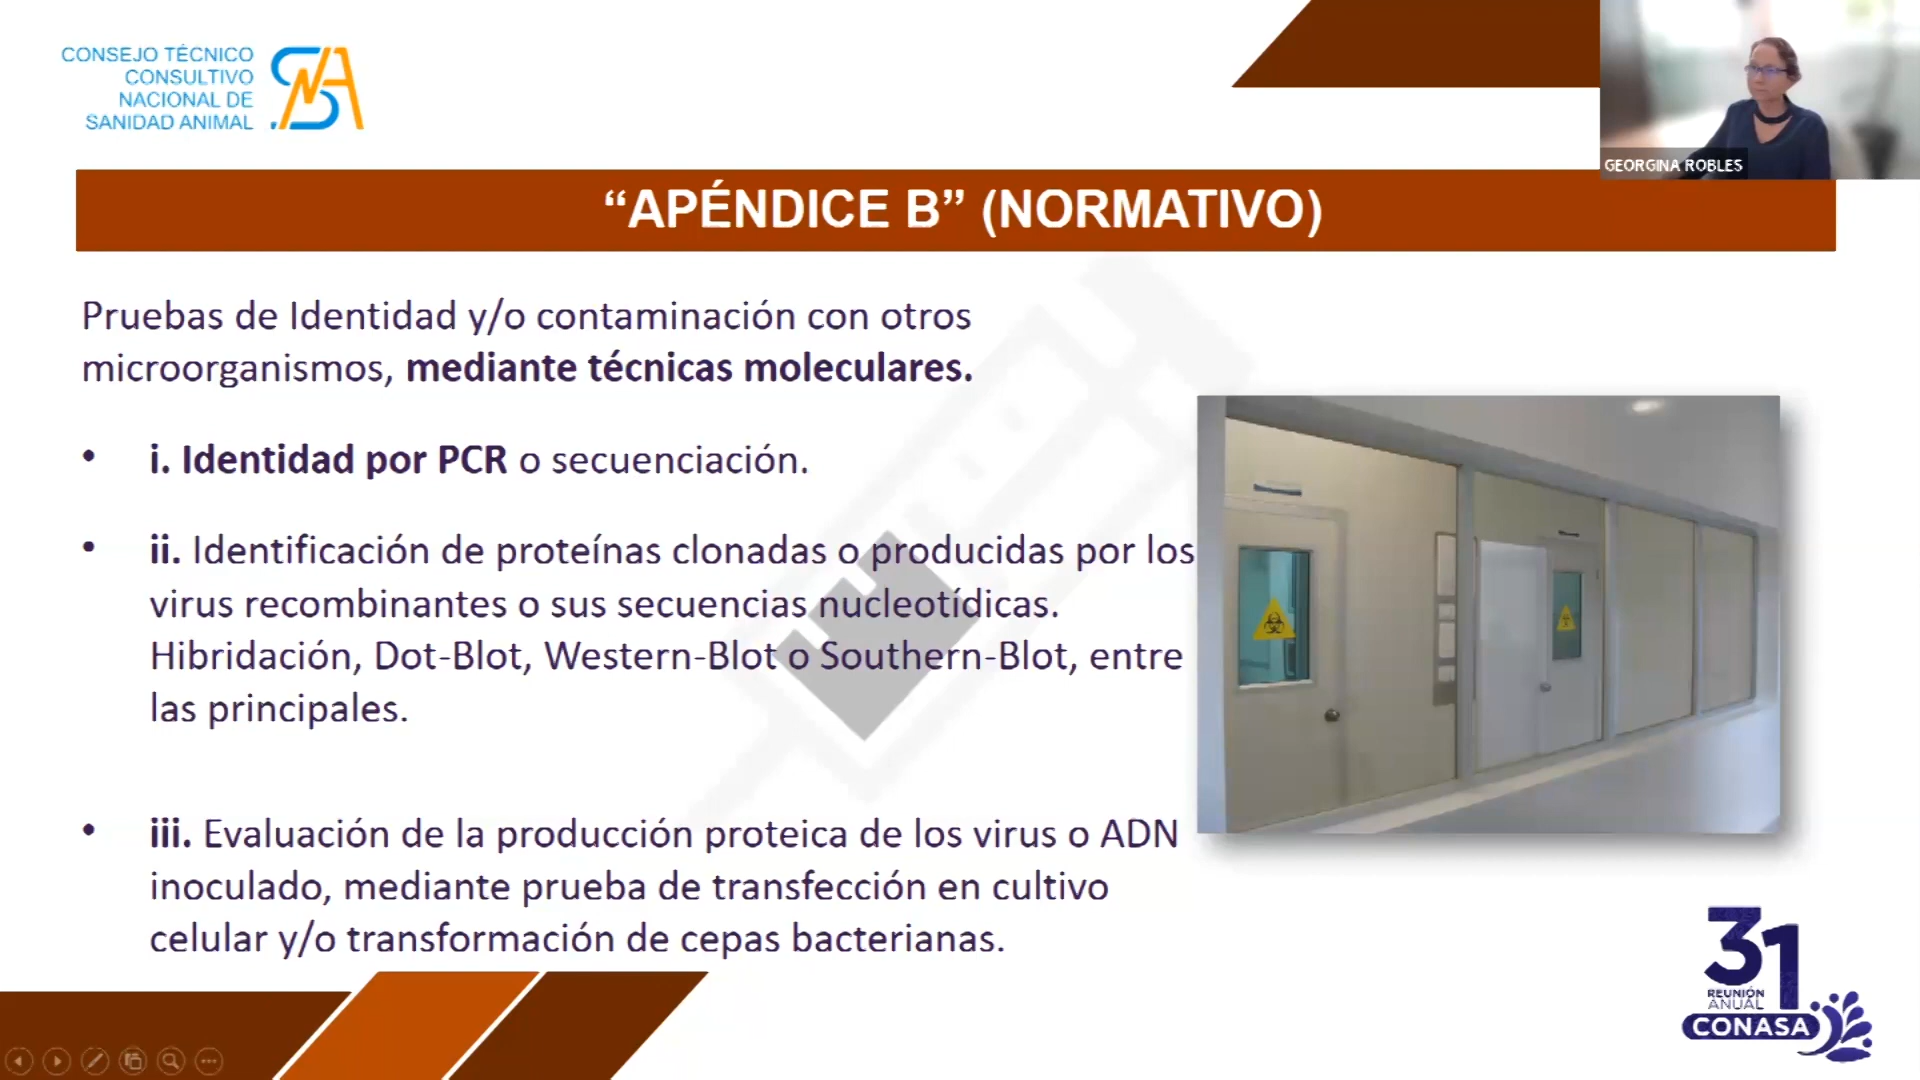 CONSEJO TÉCNICO
CONSULTIVO
NACIONAL DE
SANIDAD ANIMAL
GEORGINA ROBLES
“APÉNDICE B” (NORMATIVO)
Pruebas de Identidad y/o contaminación con otros
microorganismos, mediante técnicas moleculares.
• i. Identidad por PCR o secuenciación.
• ii. Identificación de proteínas clonadas o producidas por los
virus recombinantes o sus secuencias nucleotídicas.
Hibridación, Dot-Blot, Western-Blot o Southern-Blot, entre
las principales.
• iii. Evaluación de la producción proteica de los virus o ADN
inoculado, mediante prueba de transfección en cultivo
celular y/o transformación de cepas bacterianas.
31
REUNIÓN
ANUAL
CONASA